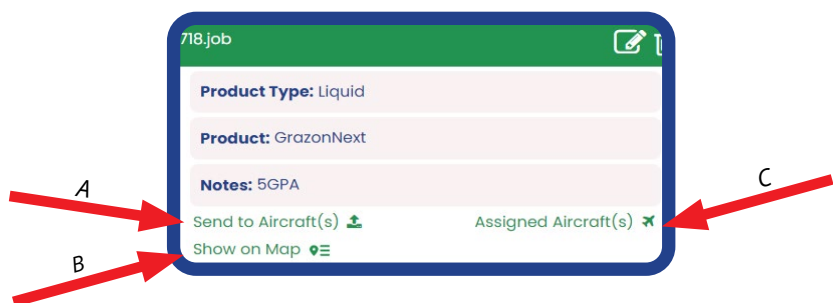 718.job
Product Type: Liquid
Product: GrazonNext
Notes: 5GPA
A
C
Send to Aircraft(s) Assigned Aircraft(s)
B
Show on Map